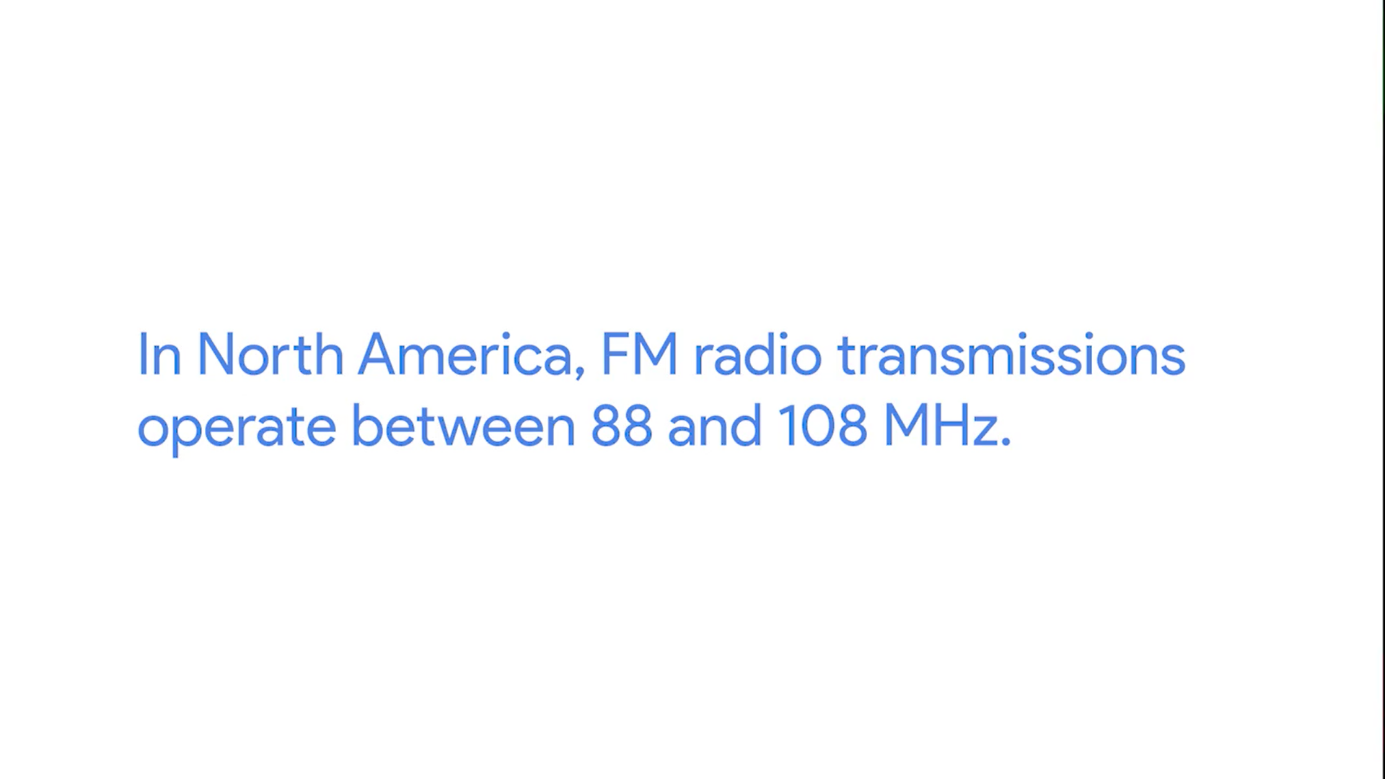 In North America, FM radio transmissions
operate between 88 and 108 MHz.